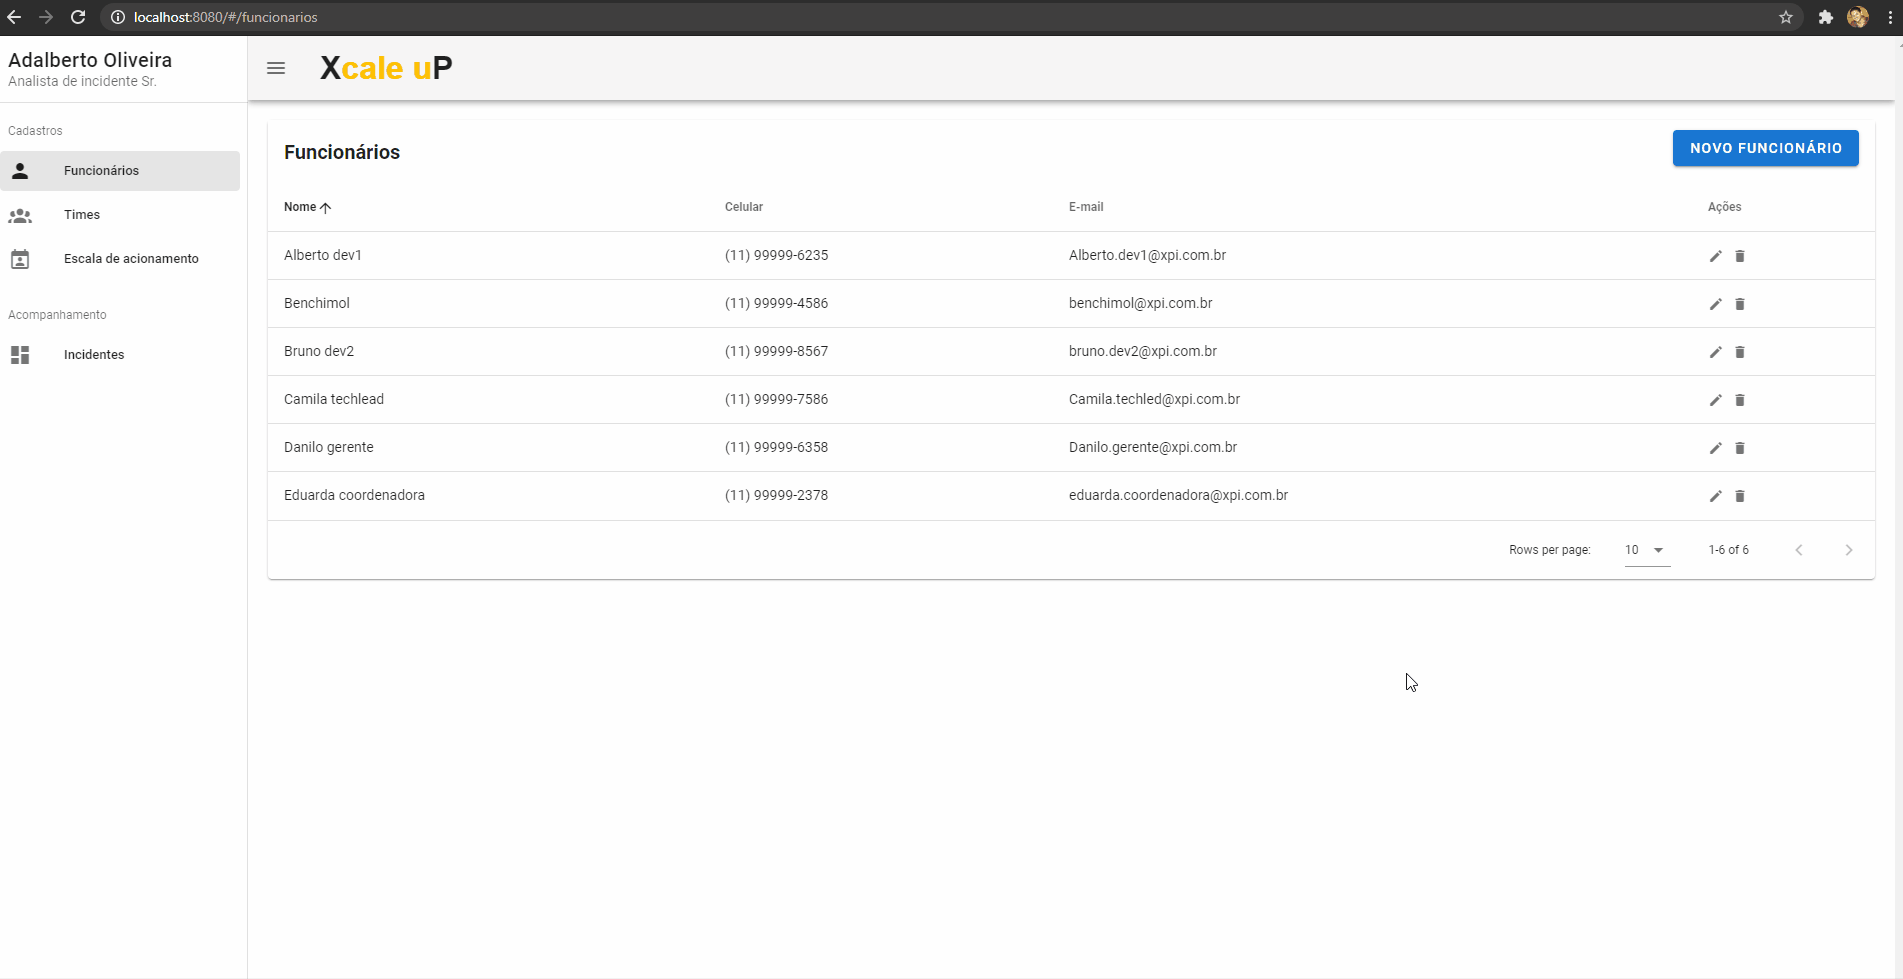 localhost:8080/#/funcionarios
Adalberto Oliveira
Analista de incidente Sr.
Xcale uP
Cadastros
Funcionários
Times
Escala de acionamento
Acompanhamento
Incidentes
Funcionários
NOVO FUNCIONÁRIO
Nome Celular E-mail Ações
Alberto dev1 (11) 99999-6235 Alberto.dev1@xpi.com.br
Benchimol (11) 99999-4586 benchimol@xpi.com.br
Bruno dev2 (11) 99999-8567 bruno.dev2@xpi.com.br
Camila techlead (11) 99999-7586 Camila.techled@xpi.com.br
Danilo gerente (11) 99999-6358 Danilo.gerente@xpi.com.br
Eduarda coordenadora (11) 99999-2378 eduarda.coordenadora@xpi.com.br
Rows per page: 10 1-6 of 6